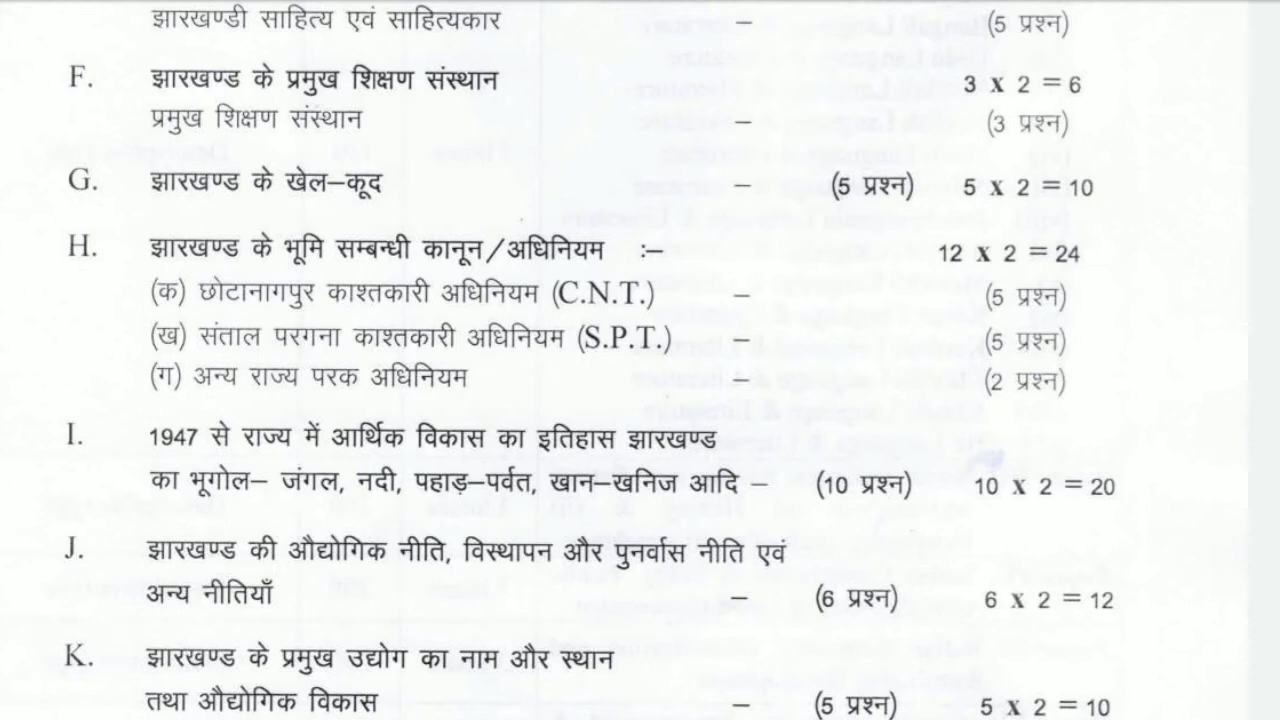 झारखण्डी साहित्य एवं साहित्यकार – (5 प्रश्न)
F. झारखण्ड के प्रमुख शिक्षण संस्थान 3 x 2 = 6
प्रमुख शिक्षण संस्थान – (3 प्रश्न)
G. झारखण्ड के खेल–कूद – (5 प्रश्न) 5 x 2 = 10
H. झारखण्ड के भूमि सम्बन्धी कानून/अधिनियम :– 12 x 2 = 24
(क) छोटानागपुर काश्तकारी अधिनियम (C.N.T.) – (5 प्रश्न)
(ख) संताल परगना काश्तकारी अधिनियम (S.P.T.) – (5 प्रश्न)
(ग) अन्य राज्य परक अधिनियम – (2 प्रश्न)
I. 1947 से राज्य में आर्थिक विकास का इतिहास झारखण्ड
का भूगोल– जंगल, नदी, पहाड़–पर्वत, खान–खनिज आदि – (10 प्रश्न) 10 x 2 = 20
J. झारखण्ड की औद्योगिक नीति, विस्थापन और पुनर्वास नीति एवं
अन्य नीतियाँ – (6 प्रश्न) 6 x 2 = 12
K. झारखण्ड के प्रमुख उद्योग का नाम और स्थान
तथा औद्योगिक विकास – (5 प्रश्न) 5 x 2 = 10